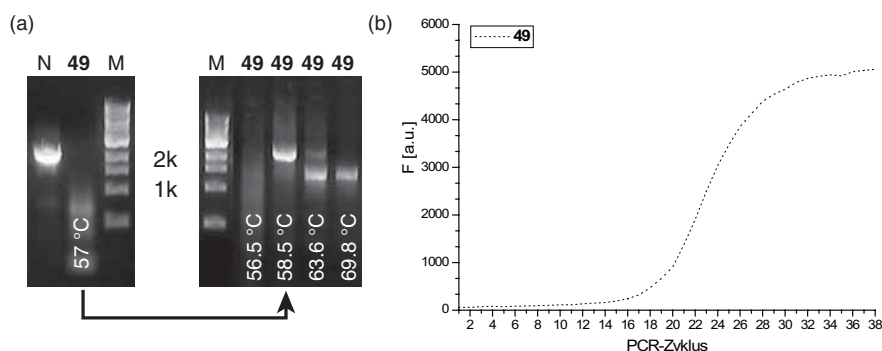 (a)
N 49 M
57 °C
2k
1k
M 49 49 49 49
56.5 °C
58.5 °C
63.6 °C
69.8 °C
(b)
49
F [a.u.]
6000
5000
4000
3000
2000
1000
0
2 4 6 8 10 12 14 16 18 20 22 24 26 28 30 32 34 36 38
PCR-Zyklus